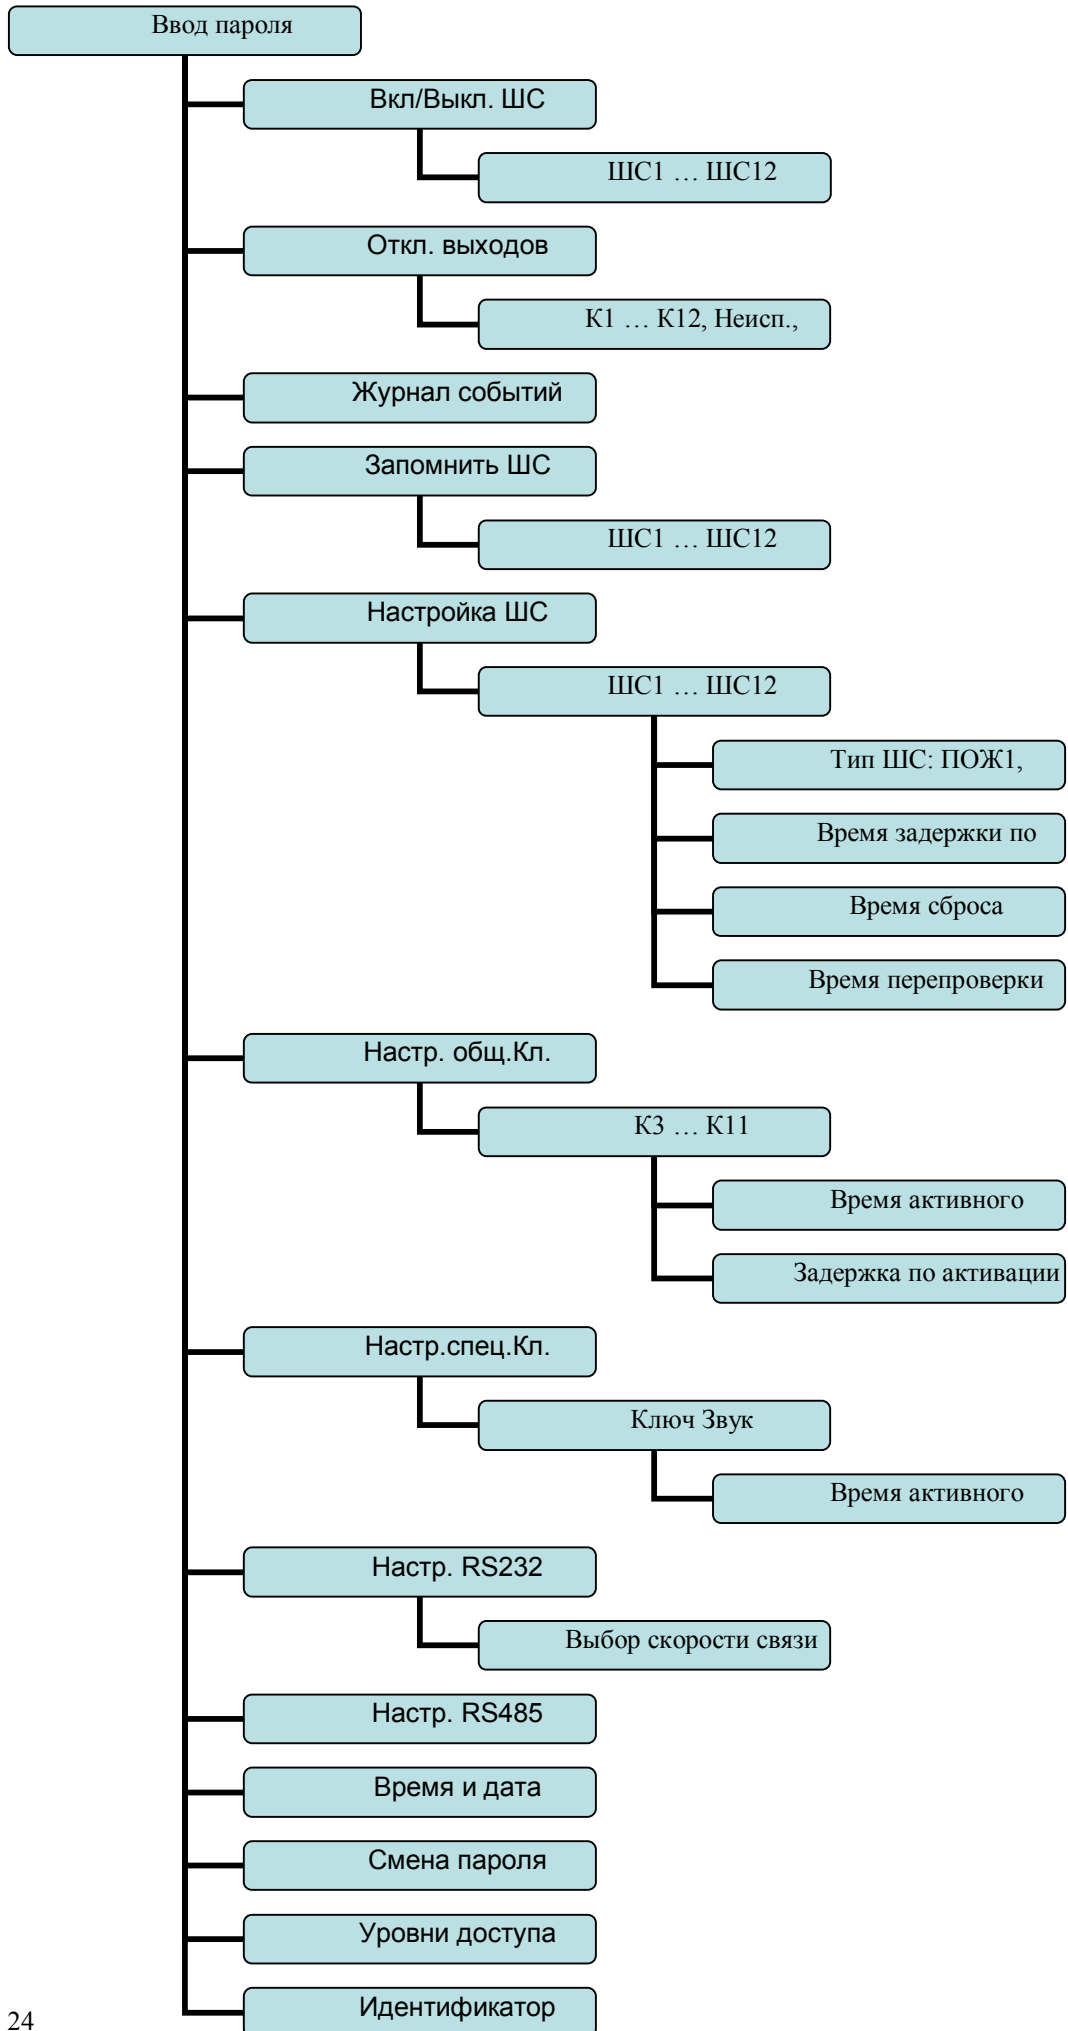 Ввод пароля
Вкл/Выкл. ШС
ШС1 … ШС12
Откл. выходов
К1 … К12, Неисп.,
Журнал событий
Запомнить ШС
ШС1 … ШС12
Настройка ШС
ШС1 … ШС12
Тип ШС: ПОЖ1,
Время задержки по
Время сброса
Время перепроверки
Настр. общ.Кл.
К3 … К11
Время активного
Задержка по активации
Настр.спец.Кл.
Ключ Звук
Время активного
Настр. RS232
Выбор скорости связи
Настр. RS485
Время и дата
Смена пароля
Уровни доступа
Идентификатор
24